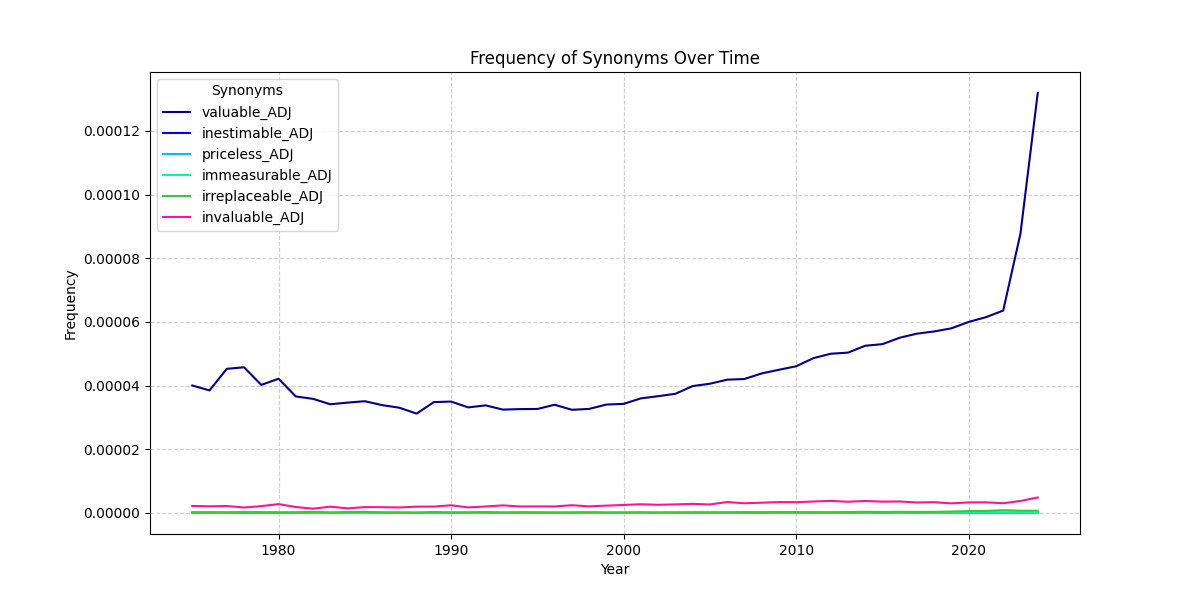 Frequency of Synonyms Over Time
Synonyms
valuable_ADJ
inestimable_ADJ
priceless_ADJ
immeasurable_ADJ
irreplaceable_ADJ
invaluable_ADJ
Frequency
0.00012
0.00010
0.00008
0.00006
0.00004
0.00002
0.00000
1980 1990 2000 2010 2020
Year